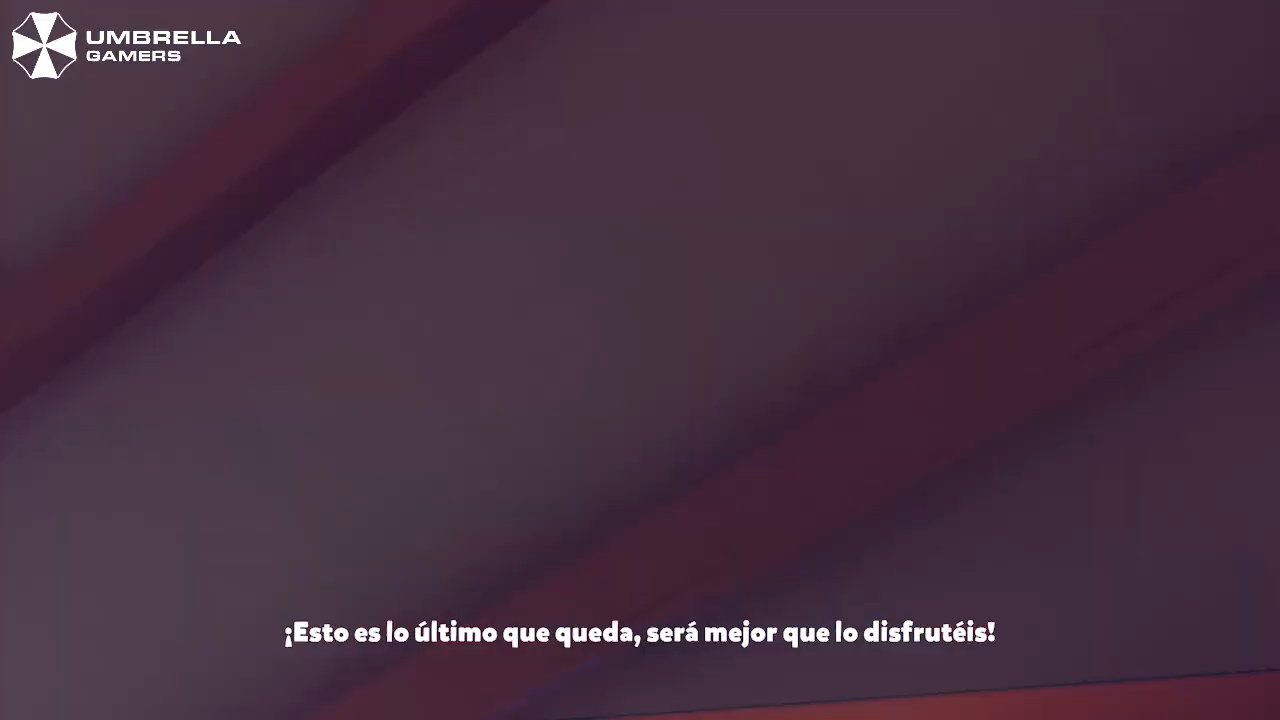 UMBRELLA
GAMERS
¡Esto es lo último que queda, será mejor que lo disfrutéis!